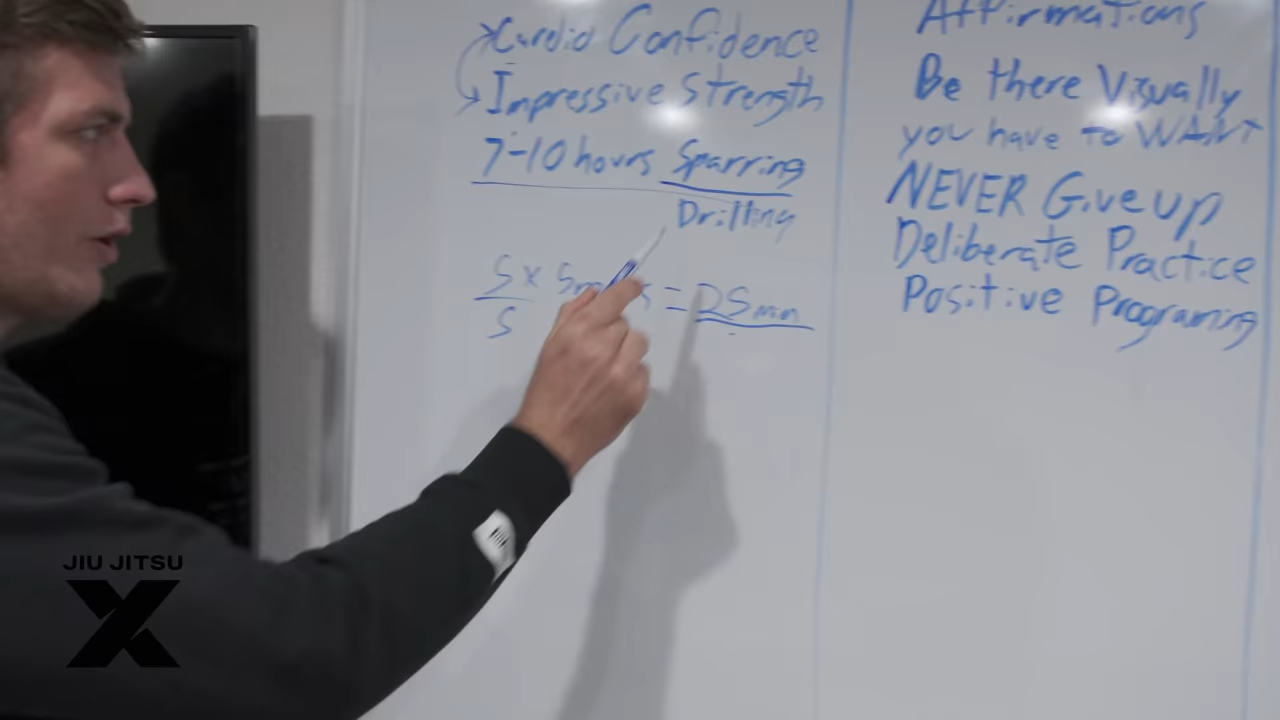 Cardio Confidence
Impressive Strength
7-10 hours Sparring
Drilling
5 x 5 = 25min
5
Affirmations
Be there Visually
you have to WANT
NEVER Give up
Deliberate Practice
Positive Programing
JIU JITSU
X